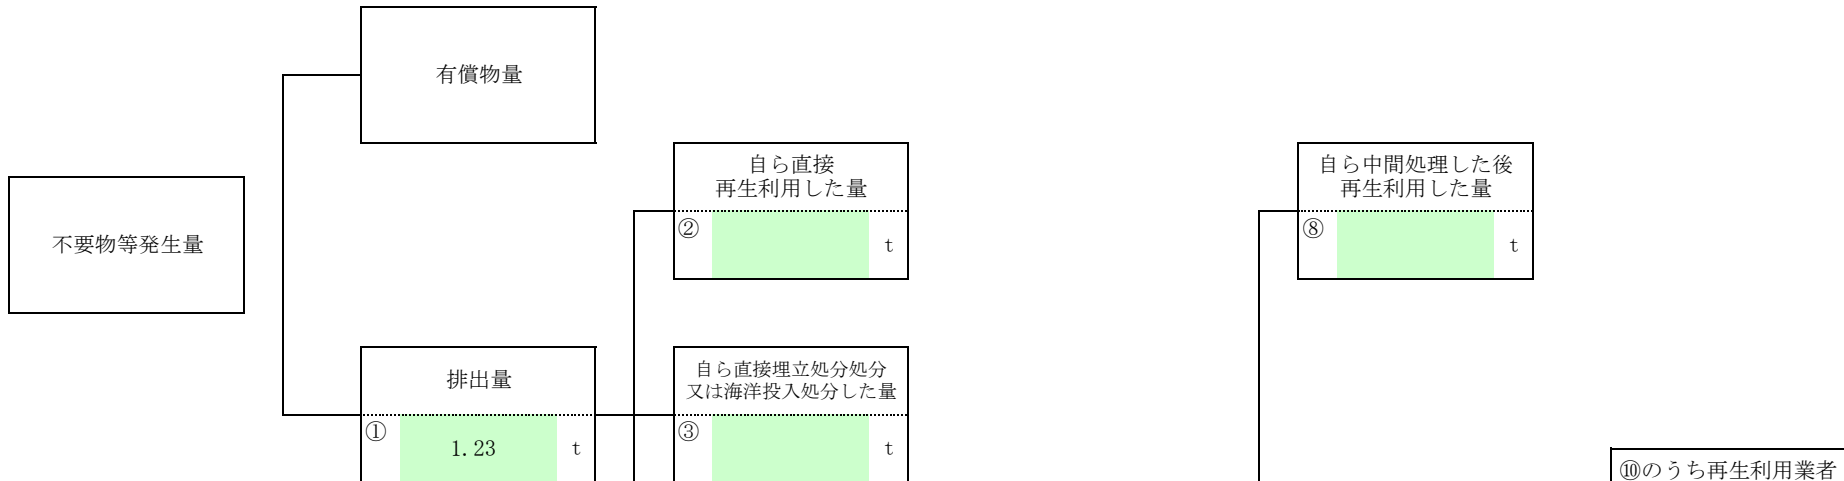 有償物量
自ら直接
再生利用した量
② t
自ら中間処理した後
再生利用した量
⑧ t
不要物等発生量
排出量
① 1.23 t
自ら直接埋立処分処分
又は海洋投入処分した量
③ t
⑩のうち再生利用業者